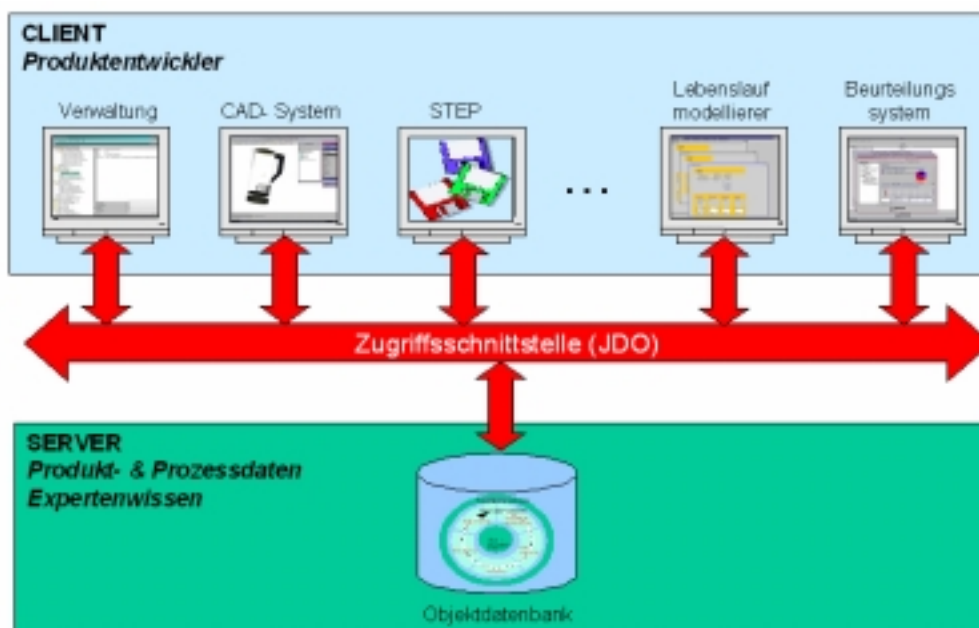 CLIENT
Produktentwickler
Verwaltung
CAD- System
STEP
Lebenslauf
modellierer
Beurteilungs
system
...
Zugriffsschnittstelle (JDO)
SERVER
Produkt- & Prozessdaten
Expertenwissen
Objektdatenbank